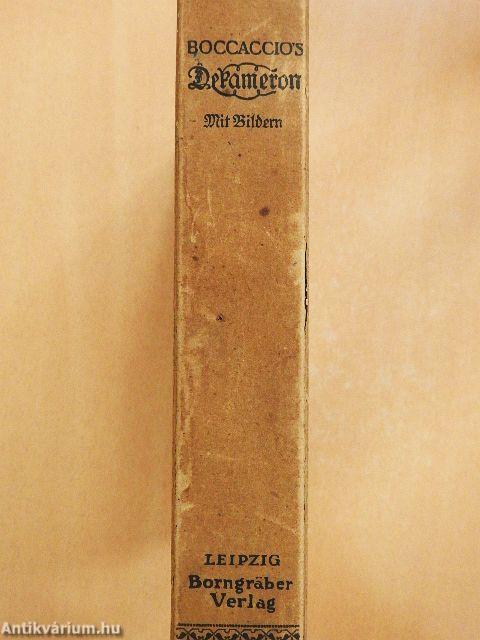 BOCCACCIO'S
Dekameron
Mit Bildern
LEIPZIG
Borngräber
Verlag
Antikvárium.hu